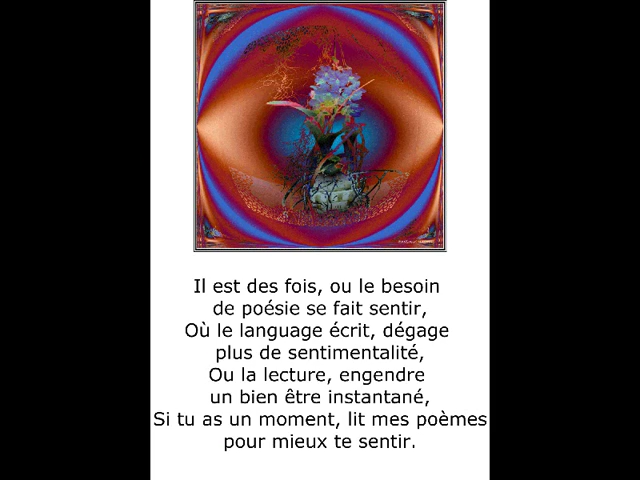 Il est des fois, ou le besoin
de poésie se fait sentir,
Où le language écrit, dégage
plus de sentimentalité,
Ou la lecture, engendre
un bien être instantané,
Si tu as un moment, lit mes poèmes
pour mieux te sentir.